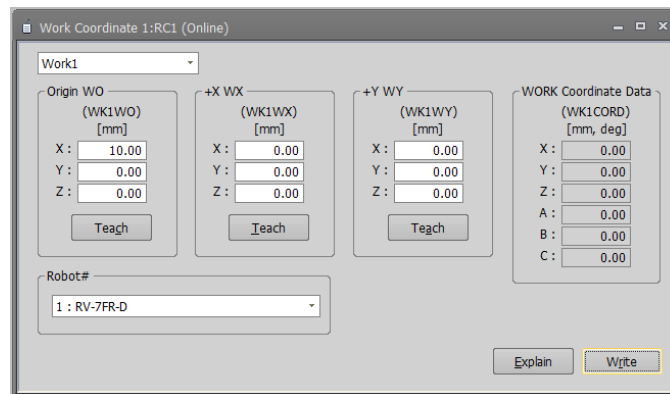 Work Coordinate 1:RC1 (Online)
Work1
Origin WO
(WK1WO)
[mm]
X : 10.00
Y : 0.00
Z : 0.00
Teach
+X WX
(WK1WX)
[mm]
X : 0.00
Y : 0.00
Z : 0.00
Teach
+Y WY
(WK1WY)
[mm]
X : 0.00
Y : 0.00
Z : 0.00
Teach
WORK Coordinate Data
(WK1CORD)
[mm, deg]
X : 0.00
Y : 0.00
Z : 0.00
A : 0.00
B : 0.00
C : 0.00
Robot#
1 : RV-7FR-D
Explain
Write